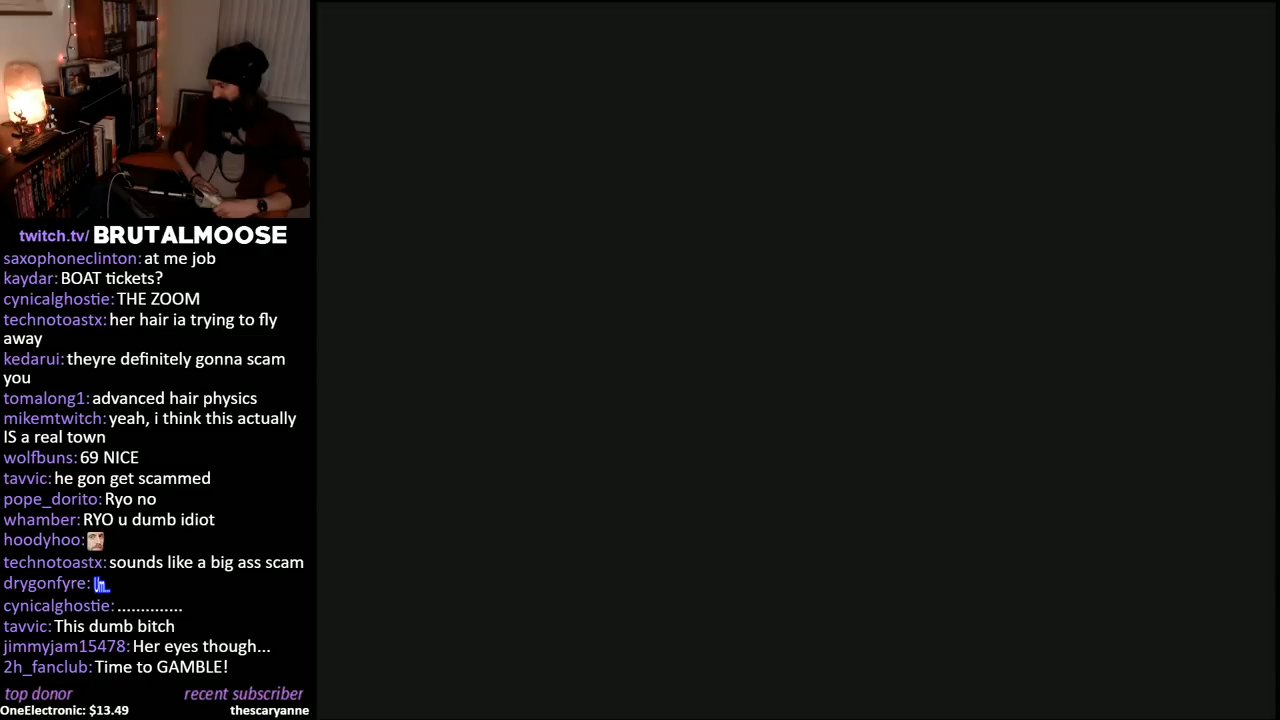 twitch.tv/ BRUTALMOOSE
saxophoneclinton: at me job
kaydar: BOAT tickets?
cynicalghostie: THE ZOOM
technotoastx: her hair ia trying to fly
away
kedarui: theyre definitely gonna scam
you
tomalong1: advanced hair physics
mikemtwitch: yeah, i think this actually
IS a real town
wolfbuns: 69 NICE
tavvic: he gon get scammed
pope_dorito: Ryo no
whamber: RYO u dumb idiot
hoodyhoo:
technotoastx: sounds like a big ass scam
drygonfyre: Um...
cynicalghostie: ..............
tavvic: This dumb bitch
jimmyjam15478: Her eyes though...
2h_fanclub: Time to GAMBLE!
top donor recent subscriber
OneElectronic: $13.49 thescaryanne